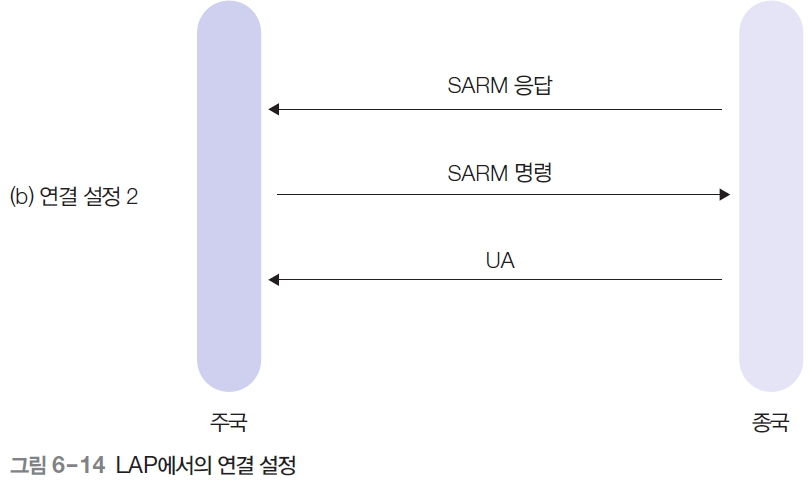 SARM 응답
SARM 명령
(b) 연결 설정 2
UA
주국
종국
그림 6-14 LAP에서의 연결 설정